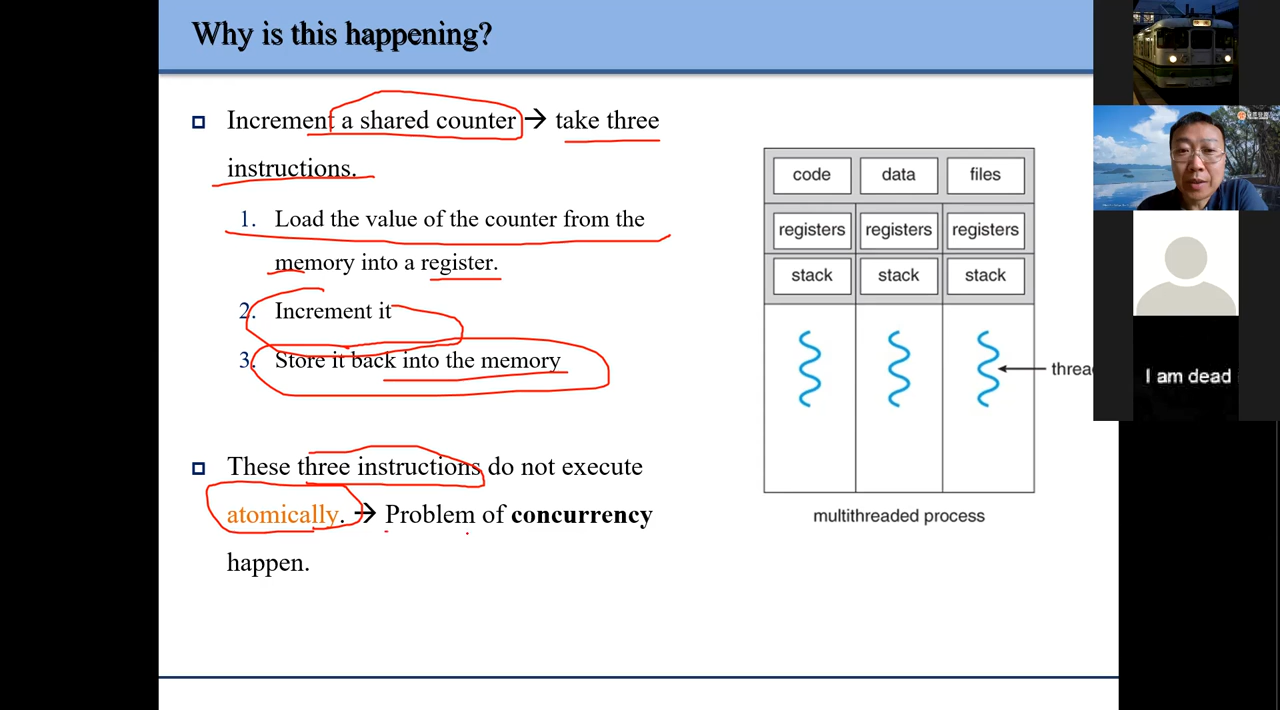 Why is this happening?
Increment a shared counter → take three
instructions.
1. Load the value of the counter from the
memory into a register.
2. Increment it
3. Store it back into the memory
These three instructions do not execute
atomically. → Problem of concurrency
happen.
code data files
registers registers registers
stack stack stack
multithreaded process
I am dead